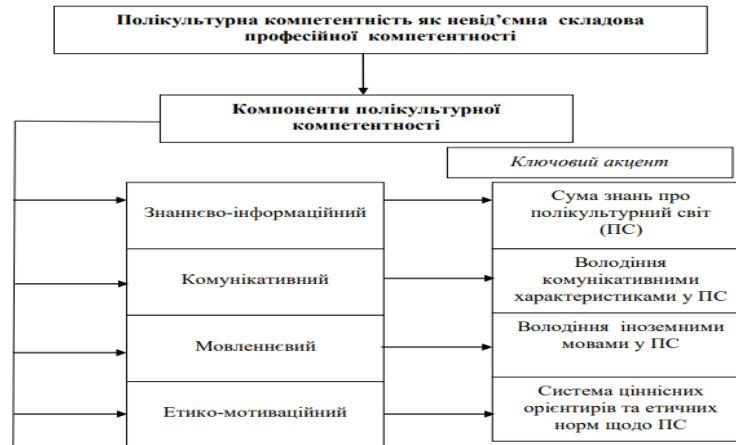 Полікультурна компетентність як невід’ємна складова
професійної компетентності
Компоненти полікультурної
компетентності
Ключовий акцент
Знаннєво-інформаційний
Сума знань про
полікультурний світ
(ПС)
Комунікативний
Володіння
комунікативними
характеристиками у ПС
Мовленнєвий
Володіння іноземними
мовами у ПС
Етико-мотиваційний
Система ціннісних
орієнтирів та етичних
норм щодо ПС